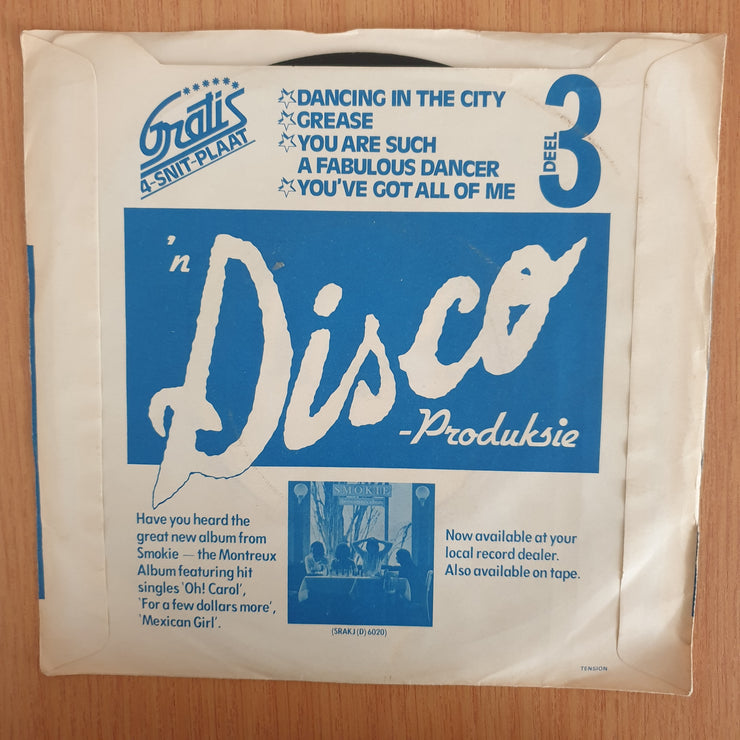 Gratis
4-SNIT-PLAAT
DANCING IN THE CITY
GREASE
YOU ARE SUCH
A FABULOUS DANCER
YOU'VE GOT ALL OF ME
DEEL 3
'n Disco
-Produksie
Have you heard the
great new album from
Smokie — the Montreux
Album featuring hit
singles 'Oh! Carol',
'For a few dollars more',
'Mexican Girl'.
SMOKIE
(SRAKJ (D) 6020)
Now available at your
local record dealer.
Also available on tape.
TENSION